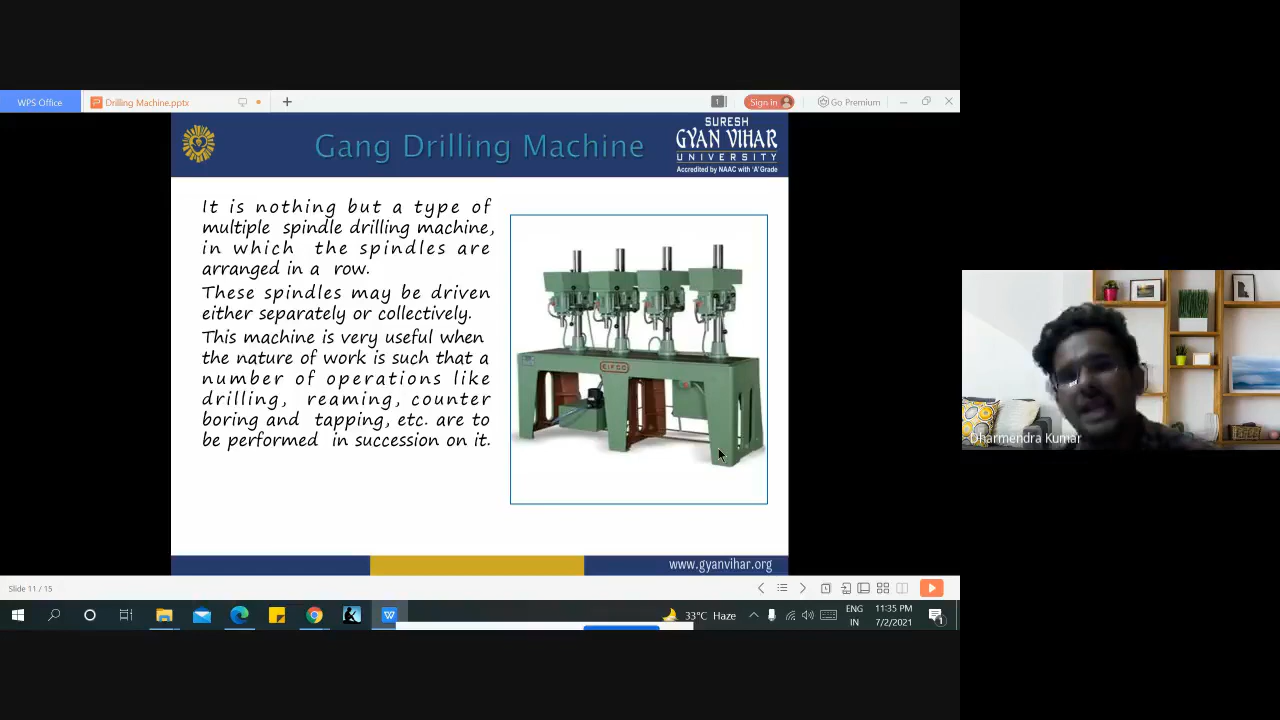 WPS Office
Drilling Machine.pptx
1
Sign in
Go Premium
Gang Drilling Machine
SURESH
GYAN VIHAR
UNIVERSITY
Accredited by NAAC with 'A' Grade
It is nothing but a type of
multiple spindle drilling machine,
in which the spindles are
arranged in a row.
These spindles may be driven
either separately or collectively.
This machine is very useful when
the nature of work is such that a
number of operations like
drilling, reaming, counter
boring and tapping, etc. are to
be performed in succession on it.
EIFCO
www.gyanvihar.org
Dharmendra Kumar
Slide 11 / 15
33°C Haze
ENG
IN
11:35 PM
7/2/2021
1